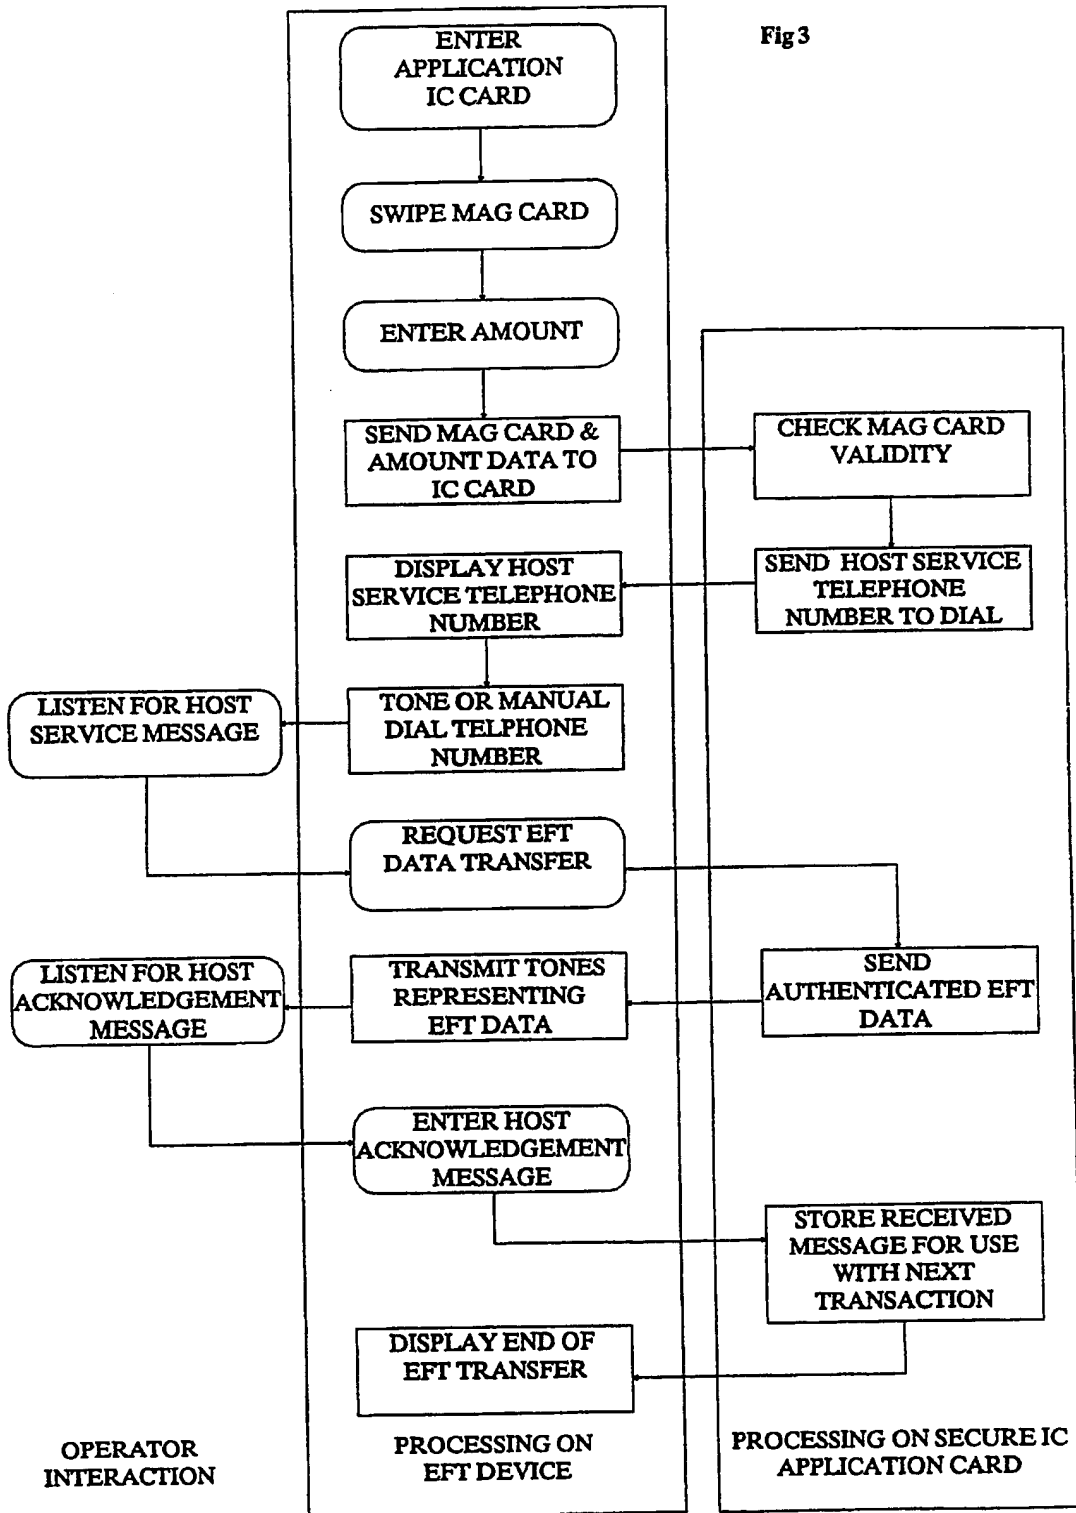 Fig 3
ENTER
APPLICATION
IC CARD
SWIPE MAG CARD
ENTER AMOUNT
SEND MAG CARD &
AMOUNT DATA TO
IC CARD
CHECK MAG CARD
VALIDITY
SEND HOST SERVICE
TELEPHONE
NUMBER TO DIAL
DISPLAY HOST
SERVICE TELEPHONE
NUMBER
TONE OR MANUAL
DIAL TELPHONE
NUMBER
LISTEN FOR HOST
SERVICE MESSAGE
REQUEST EFT
DATA TRANSFER
SEND
AUTHENTICATED EFT
DATA
TRANSMIT TONES
REPRESENTING
EFT DATA
LISTEN FOR HOST
ACKNOWLEDGEMENT
MESSAGE
ENTER HOST
ACKNOWLEDGEMENT
MESSAGE
STORE RECEIVED
MESSAGE FOR USE
WITH NEXT
TRANSACTION
DISPLAY END OF
EFT TRANSFER
OPERATOR
INTERACTION
PROCESSING ON
EFT DEVICE
PROCESSING ON SECURE IC
APPLICATION CARD